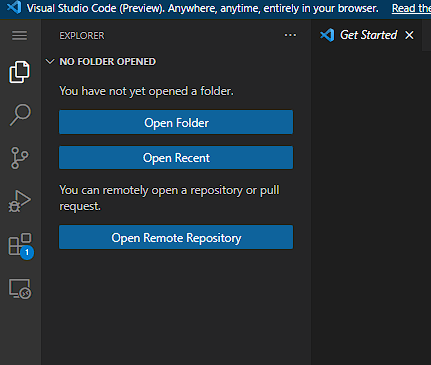 Visual Studio Code (Preview). Anywhere, anytime, entirely in your browser. Read the
EXPLORER
Get Started
NO FOLDER OPENED
You have not yet opened a folder.
Open Folder
Open Recent
You can remotely open a repository or pull
request.
Open Remote Repository
1